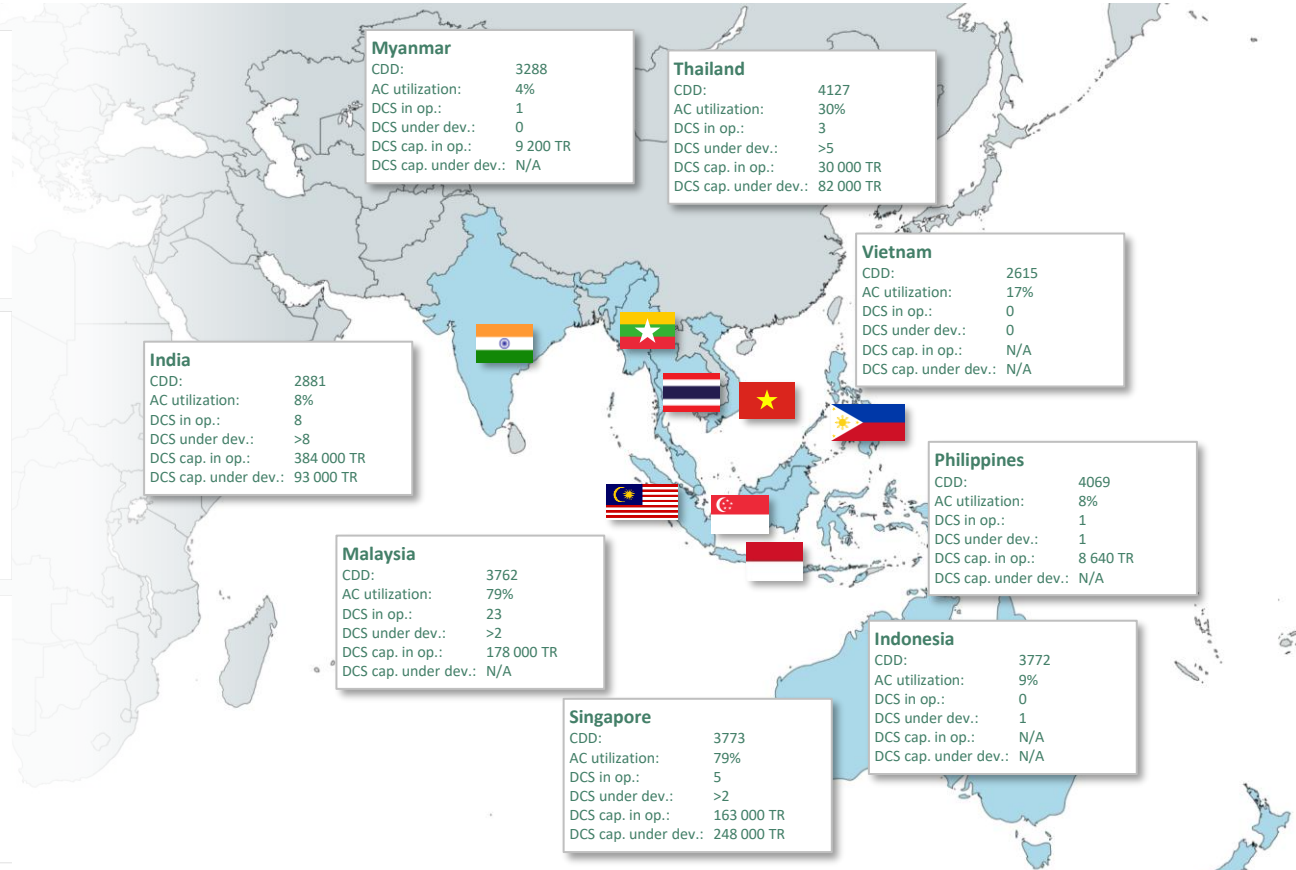 Myanmar
CDD: 3288
AC utilization: 4%
DCS in op.: 1
DCS under dev.: 0
DCS cap. in op.: 9 200 TR
DCS cap. under dev.: N/A
Thailand
CDD: 4127
AC utilization: 30%
DCS in op.: 3
DCS under dev.: >5
DCS cap. in op.: 30 000 TR
DCS cap. under dev.: 82 000 TR
Vietnam
CDD: 2615
AC utilization: 17%
DCS in op.: 0
DCS under dev.: 0
DCS cap. in op.: N/A
DCS cap. under dev.: N/A
India
CDD: 2881
AC utilization: 8%
DCS in op.: 8
DCS under dev.: >8
DCS cap. in op.: 384 000 TR
DCS cap. under dev.: 93 000 TR
Philippines
CDD: 4069
AC utilization: 8%
DCS in op.: 1
DCS under dev.: 1
DCS cap. in op.: 8 640 TR
DCS cap. under dev.: N/A
Malaysia
CDD: 3762
AC utilization: 79%
DCS in op.: 23
DCS under dev.: >2
DCS cap. in op.: 178 000 TR
DCS cap. under dev.: N/A
Indonesia
CDD: 3772
AC utilization: 9%
DCS in op.: 0
DCS under dev.: 1
DCS cap. in op.: N/A
DCS cap. under dev.: N/A
Singapore
CDD: 3773
AC utilization: 79%
DCS in op.: 5
DCS under dev.: >2
DCS cap. in op.: 163 000 TR
DCS cap. under dev.: 248 000 TR